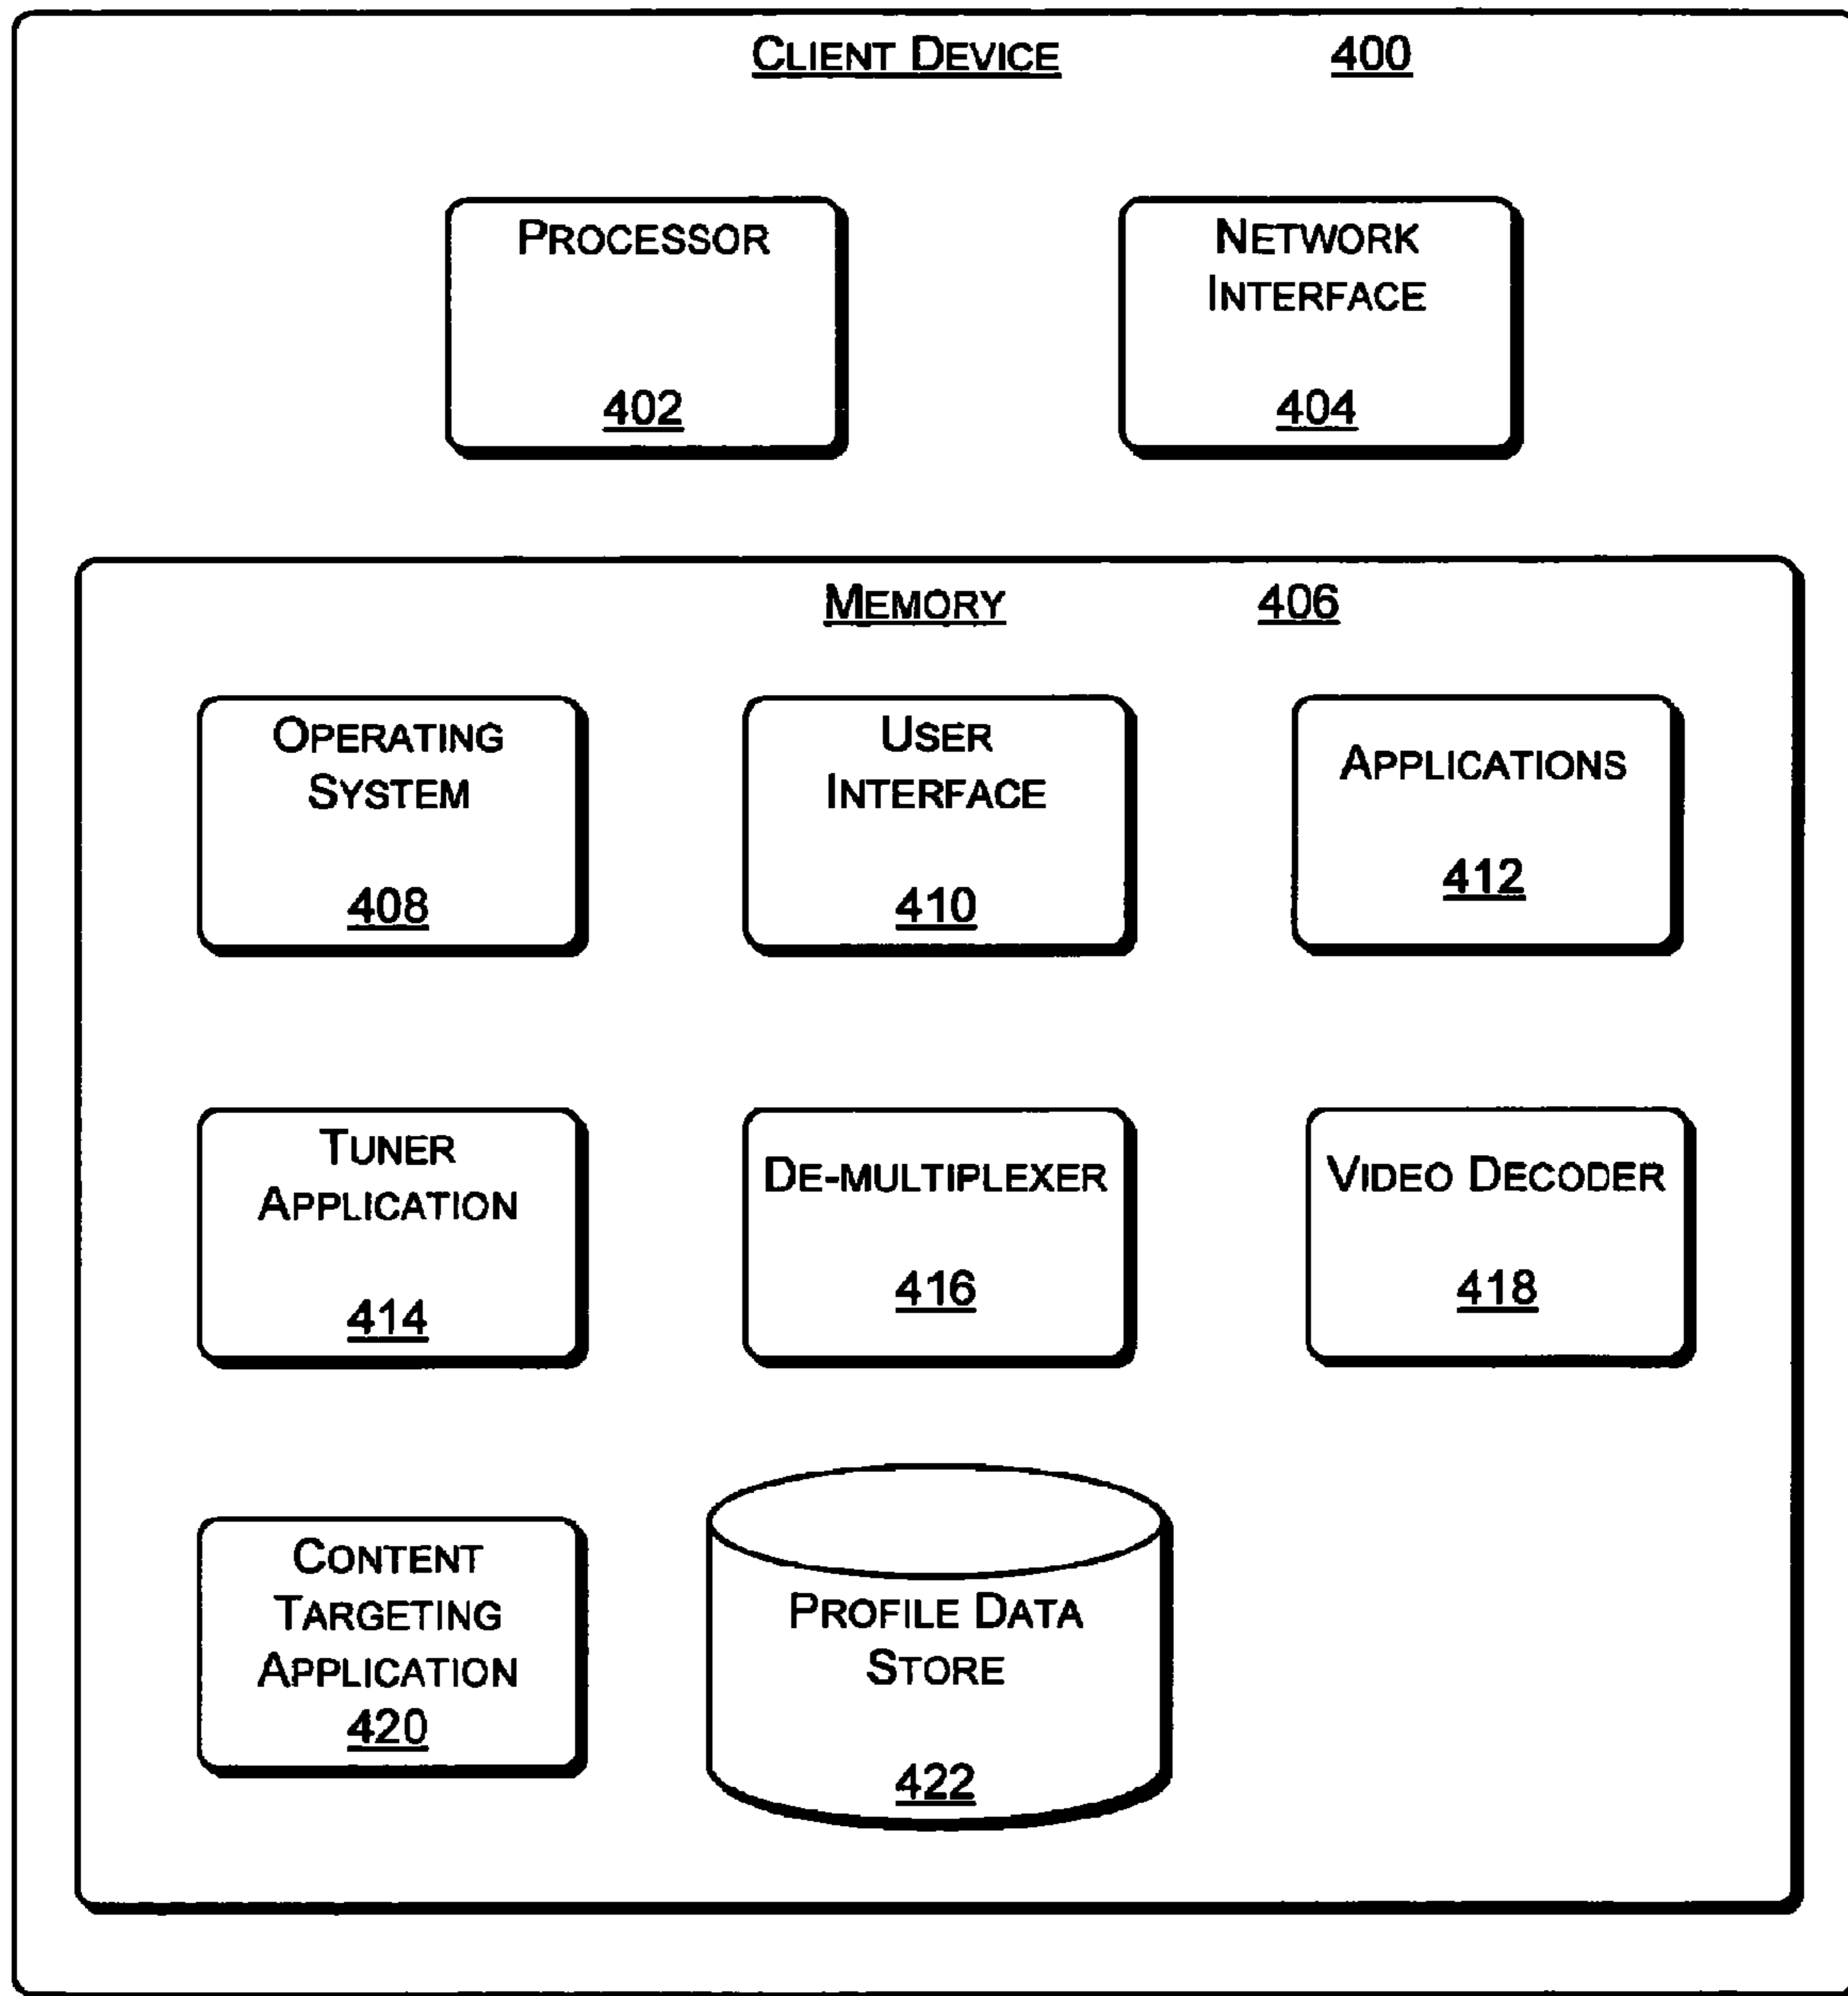 CLIENT DEVICE 400
PROCESSOR
402
NETWORK
INTERFACE
404
MEMORY 406
OPERATING
SYSTEM
408
USER
INTERFACE
410
APPLICATIONS
412
TUNER
APPLICATION
414
DE-MULTIPLEXER
416
VIDEO DECODER
418
CONTENT
TARGETING
APPLICATION
420
PROFILE DATA
STORE
422